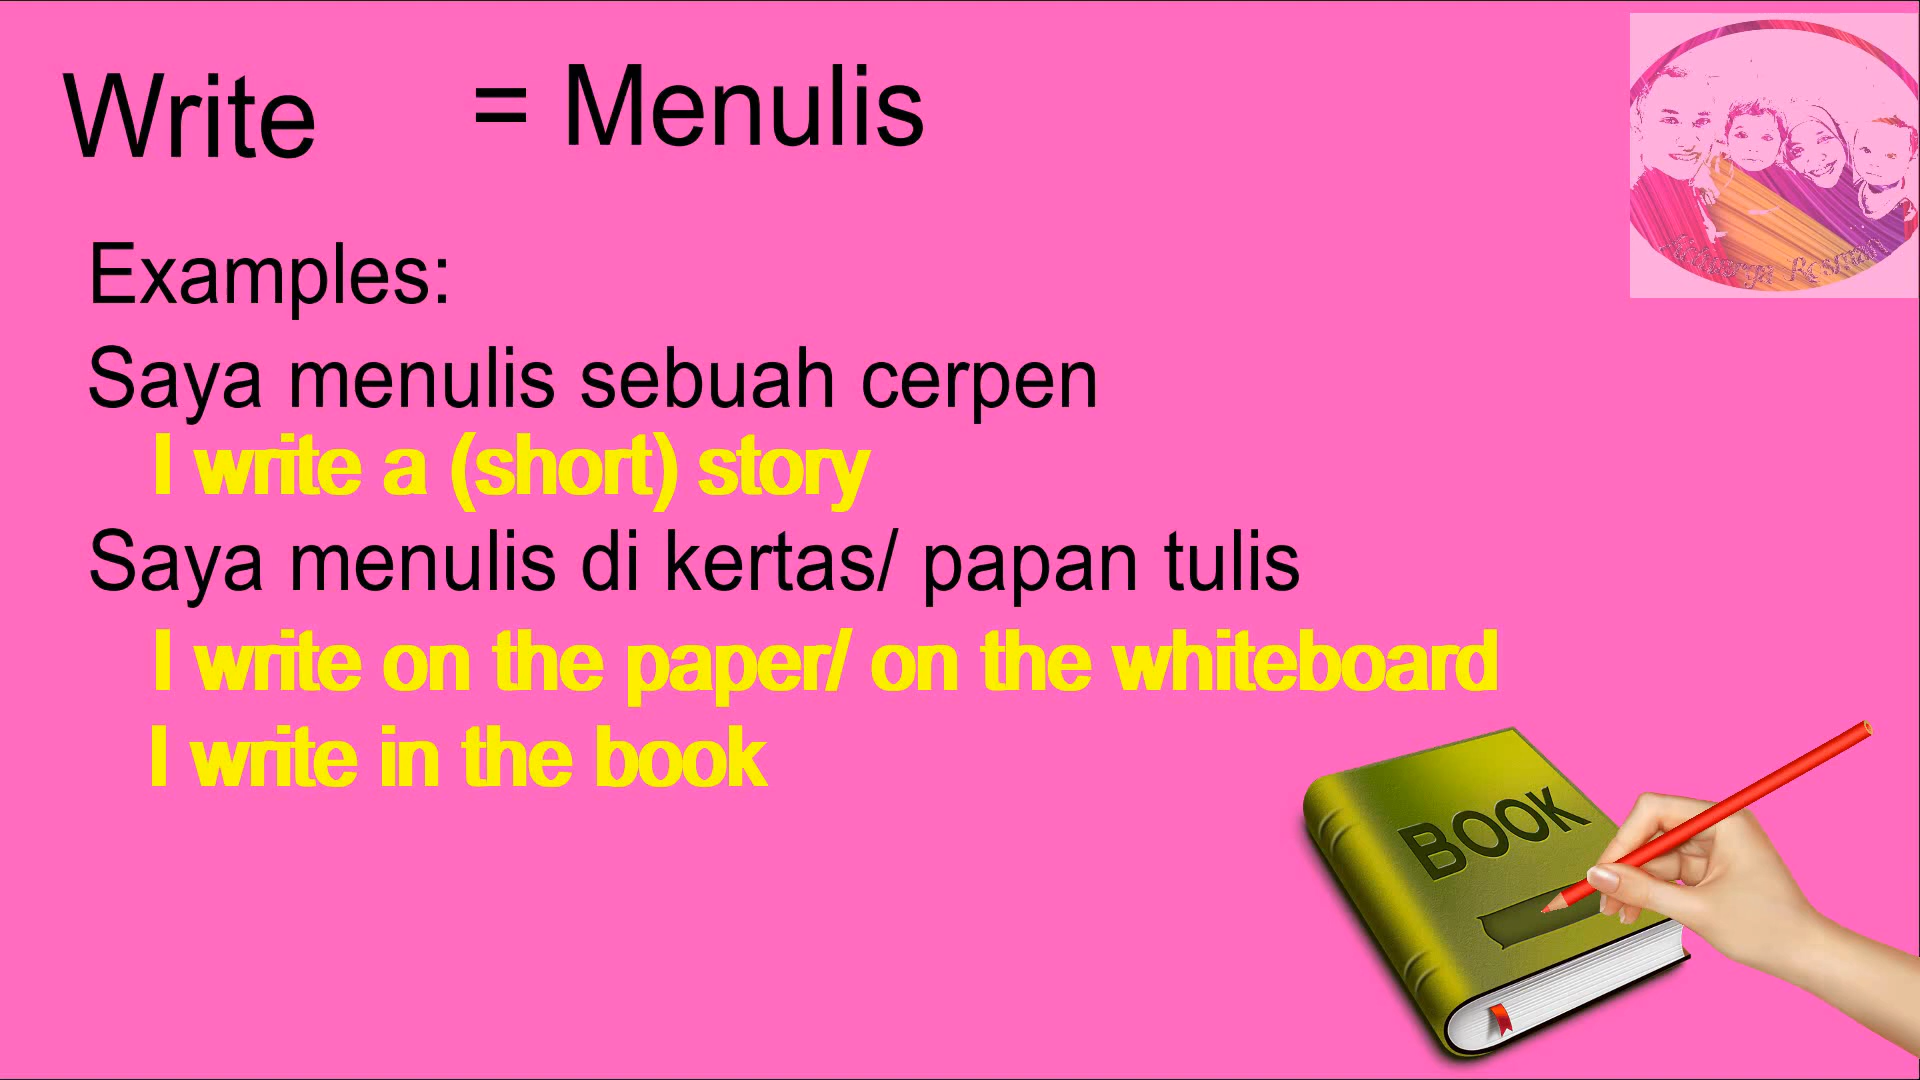 Write = Menulis
Examples:
Saya menulis sebuah cerpen
I write a (short) story
Saya menulis di kertas/ papan tulis
I write on the paper/ on the whiteboard
I write in the book
BOOK